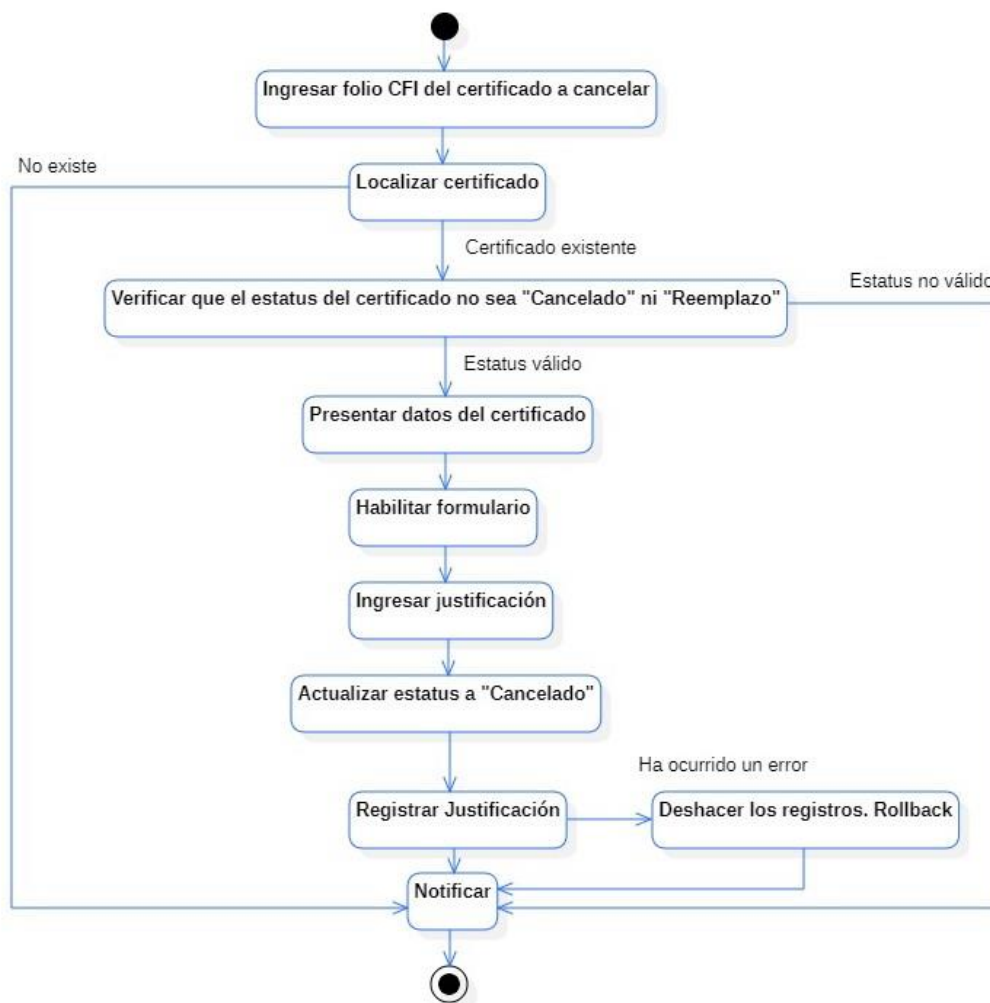 Ingresar folio CFI del certificado a cancelar
No existe
Localizar certificado
Certificado existente
Verificar que el estatus del certificado no sea "Cancelado" ni "Reemplazo"
Estatus no válido
Estatus válido
Presentar datos del certificado
Habilitar formulario
Ingresar justificación
Actualizar estatus a "Cancelado"
Ha ocurrido un error
Registrar Justificación
Deshacer los registros. Rollback
Notificar